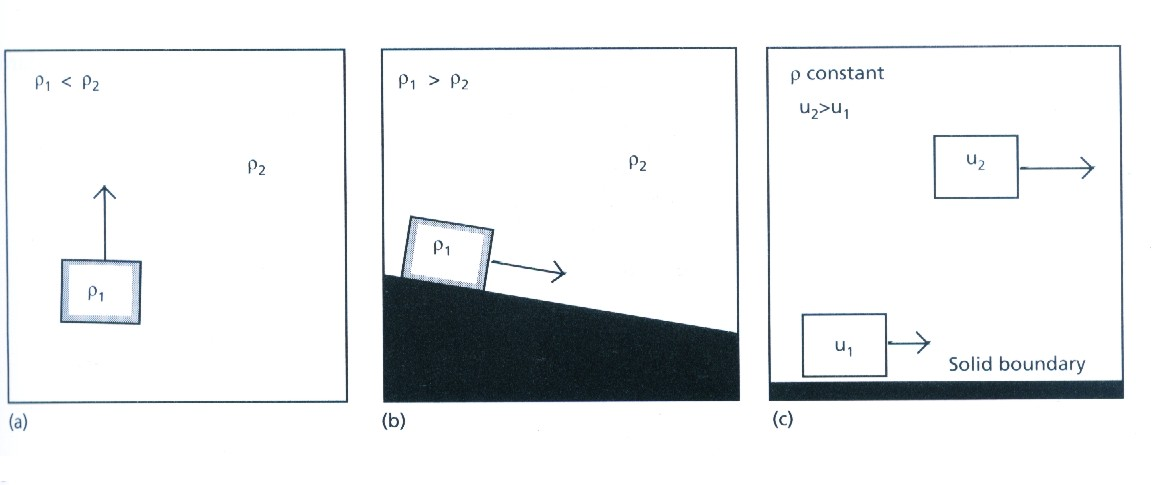 ρ₁ < ρ₂
ρ₂
ρ₁
(a)
ρ₁ > ρ₂
ρ₂
ρ₁
(b)
ρ constant
u₂>u₁
u₂
u₁
Solid boundary
(c)